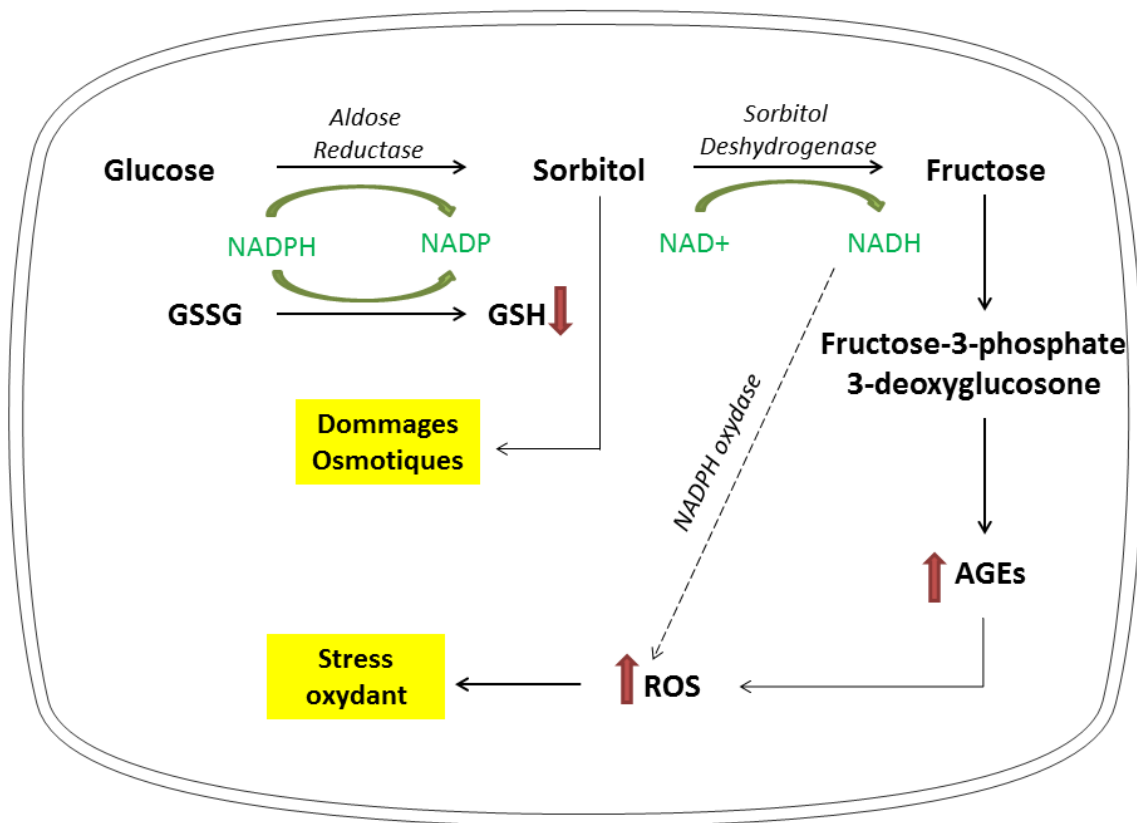 Aldose
Reductase
Sorbitol
Deshydrogenase
Glucose
Sorbitol
Fructose
NADPH
NADP
NAD+
NADH
GSSG
GSH
Fructose-3-phosphate
3-deoxyglucosone
Dommages
Osmotiques
NADPH oxydase
AGEs
Stress
oxydant
ROS